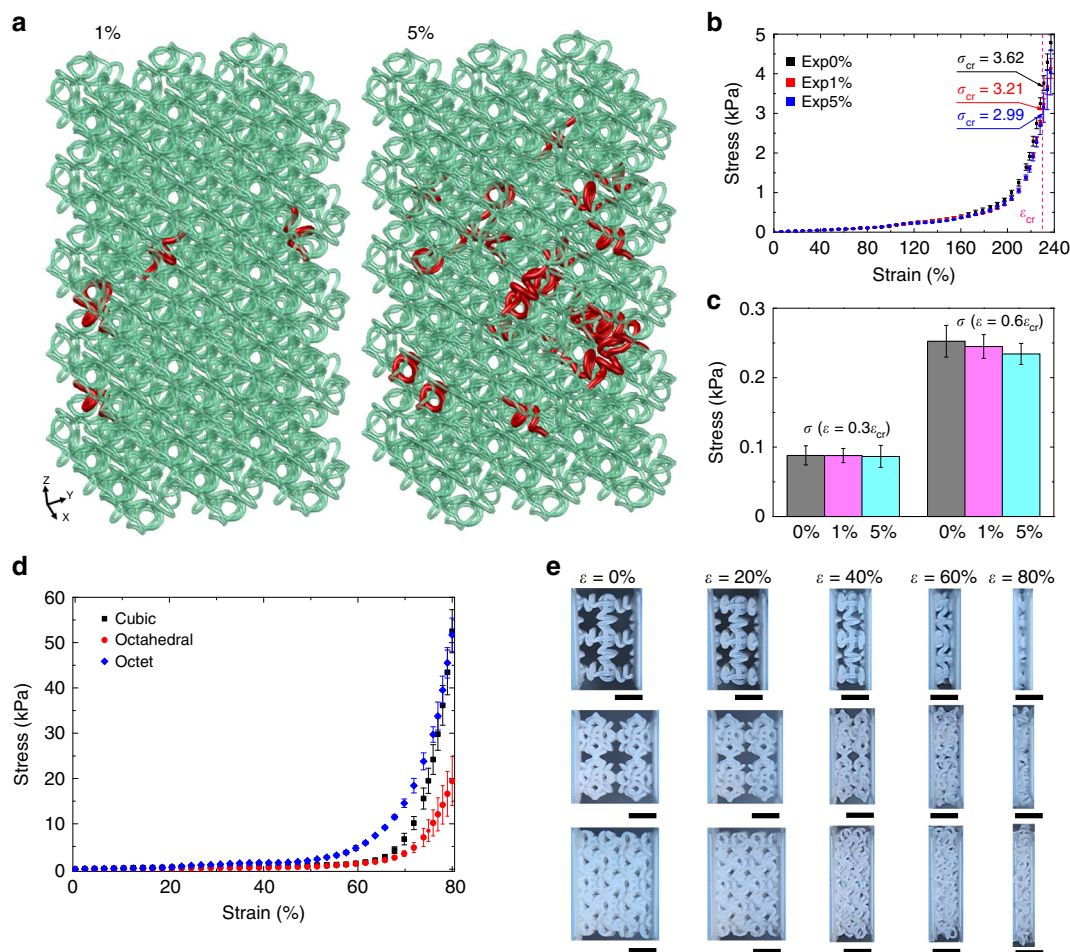 a
1%
5%
Z
Y
X
b
Stress (kPa)
5
4
3
2
1
0
Exp0%
Exp1%
Exp5%
σcr = 3.62
σcr = 3.21
σcr = 2.99
εcr
0 40 80 120 160 200 240
Strain (%)
c
Stress (kPa)
0.3
0.2
0.1
0
σ (ε = 0.3εcr)
σ (ε = 0.6εcr)
0% 1% 5% 0% 1% 5%
d
Stress (kPa)
60
50
40
30
20
10
0
Cubic
Octahedral
Octet
0 20 40 60 80
Strain (%)
e
ε = 0% ε = 20% ε = 40% ε = 60% ε = 80%